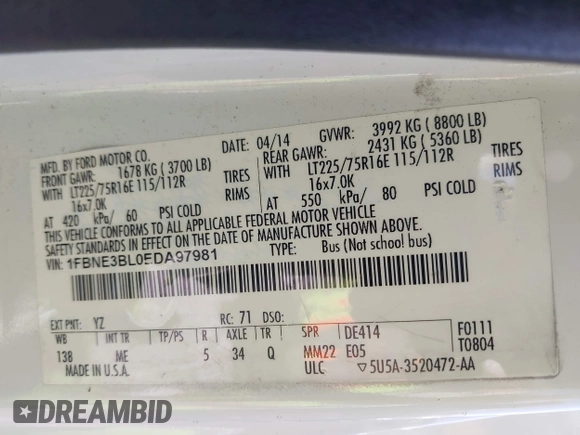 MFD. BY FORD MOTOR CO.
DATE: 04/14 GVWR: 3992 KG ( 8800 LB)
FRONT GAWR: 1678 KG ( 3700 LB) REAR GAWR: 2431 KG ( 5360 LB)
WITH LT225/75R16E 115/112R TIRES WITH LT225/75R16E 115/112R TIRES
16x7.0K RIMS 16x7.0K RIMS
AT 420 kPa/ 60 PSI COLD AT 550 kPa/ 80 PSI COLD
THIS VEHICLE CONFORMS TO ALL APPLICABLE FEDERAL MOTOR VEHICLE
SAFETY STANDARDS IN EFFECT ON THE DATE OF MANUFACTURE SHOWN ABOVE.
VIN: 1FBNE3BL0EDA97981 TYPE: Bus (Not school bus)
EXT PNT: YZ RC: 71 DSO:
WB INT TR TP/PS R AXLE TR SPR DE414 F0111
138 ME 5 34 Q MM22 E05 T0804
MADE IN U.S.A. ULC ▽5U5A-3520472-AA
DREAMBID